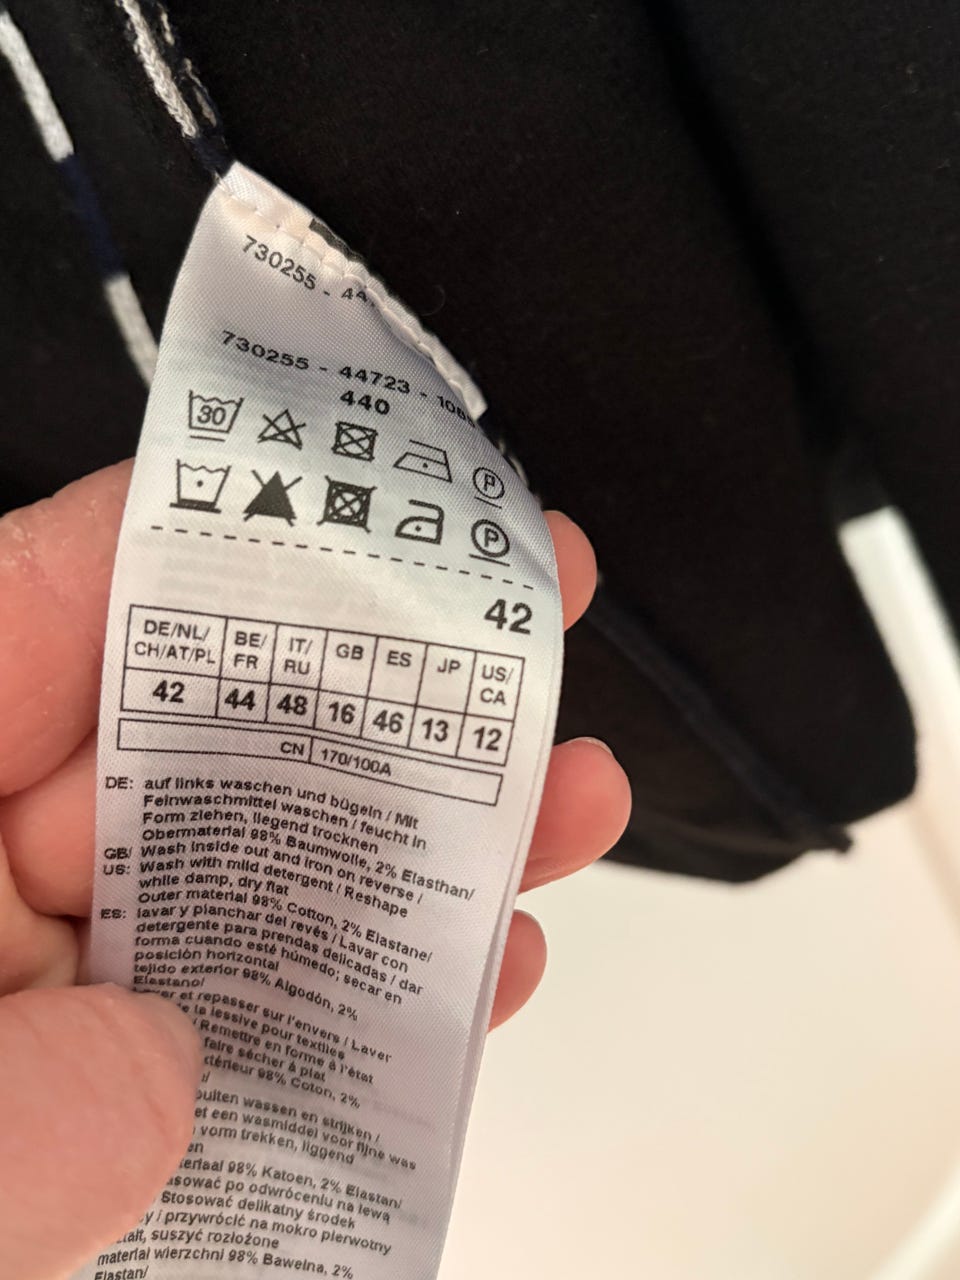 730255 - 44
730255 - 44723 - 100
440
30
P
P
42
DE/NL/ CH/AT/PL BE/ FR IT/ RU GB ES JP US/ CA
42 44 48 16 46 13 12
CN 170/100A
DE: auf links waschen und bügeln / Mit
Feinwaschmittel waschen / feucht in
Form ziehen, liegend trocknen
Obermaterial 98% Baumwolle, 2% Elasthan/
GB/ Wash inside out and iron on reverse /
US: Wash with mild detergent / Reshape
while damp, dry flat
Outer material 98% Cotton, 2% Elastane/
ES: lavar y planchar del revés / Lavar con
detergente para prendas delicadas / dar
forma cuando esté húmedo; secar en
posición horizontal
tejido exterior 98% Algodón, 2%
Elastano/
et repasser sur l'envers / Laver
la lessive pour textiles
/ Remettre en forme à l'état
faire sécher à plat
98% Coton, 2%
wassen en strijken /
een wasmiddel voor fijne was
vorm trekken, liggend
98% Katoen, 2% Elastan/
po odwróceniu na lewą
Stosować delikatny środek
i przywrócić na mokro pierwotny
suszyć rozłożone
materiał wierzchni 98% Bawełna, 2%
Elastan/